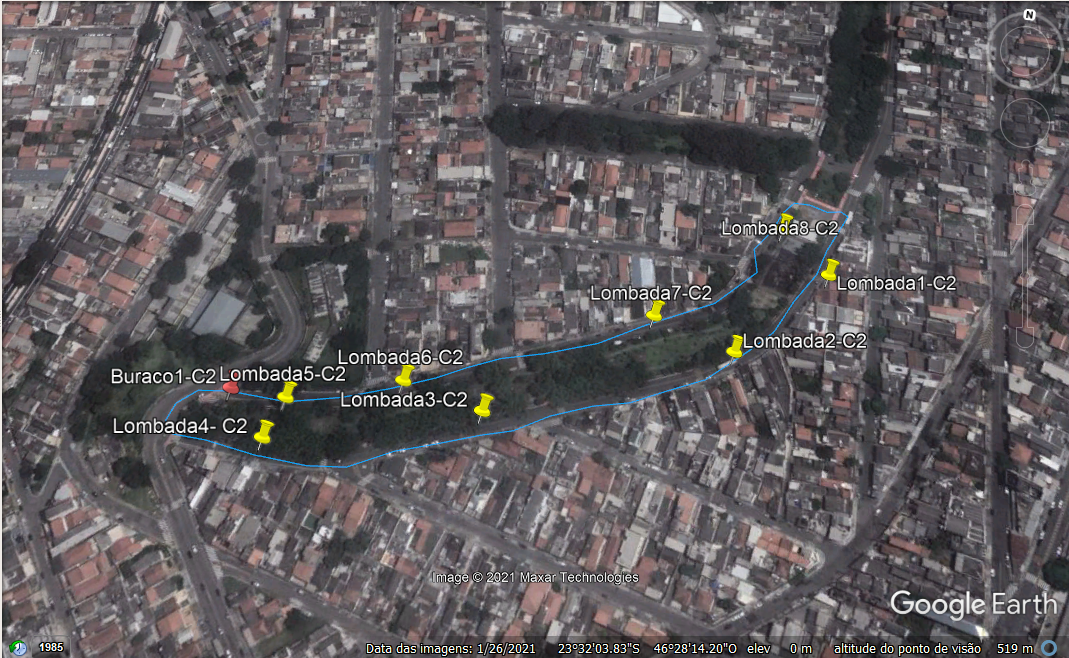 N
Lombada8-C2
Lombada1-C2
Lombada7-C2
Lombada2-C2
Lombada6-C2
Buraco1-C2
Lombada5-C2
Lombada3-C2
Lombada4- C2
Image © 2021 Maxar Technologies
Google Earth
1985
Data das imagens: 1/26/2021 23°32'03.83"S 46°28'14.20"O elev 0 m altitude do ponto de visão 519 m